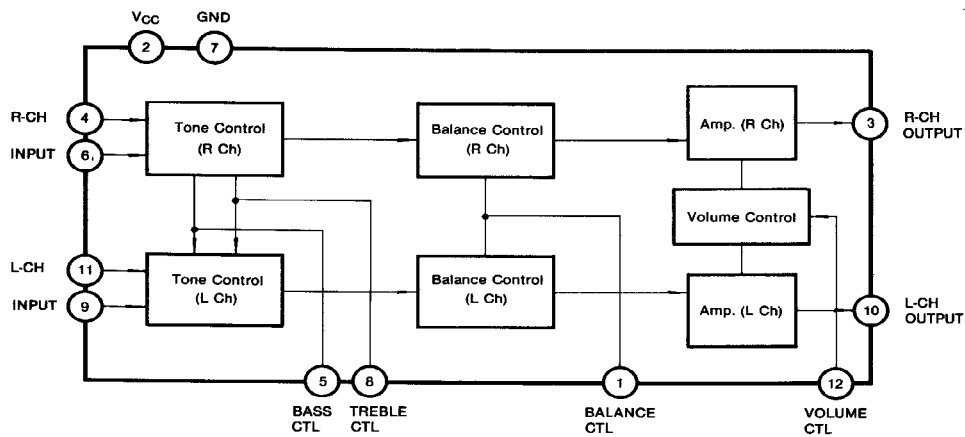 VCC GND
2 7
R-CH 4
Tone Control
(R Ch)
Balance Control
(R Ch)
Amp. (R Ch)
3 R-CH
OUTPUT
INPUT 6
Volume Control
L-CH 11
Tone Control
(L Ch)
Balance Control
(L Ch)
Amp. (L Ch)
10 L-CH
OUTPUT
INPUT 9
5 8 1 12
BASS
CTL
TREBLE
CTL
BALANCE
CTL
VOLUME
CTL